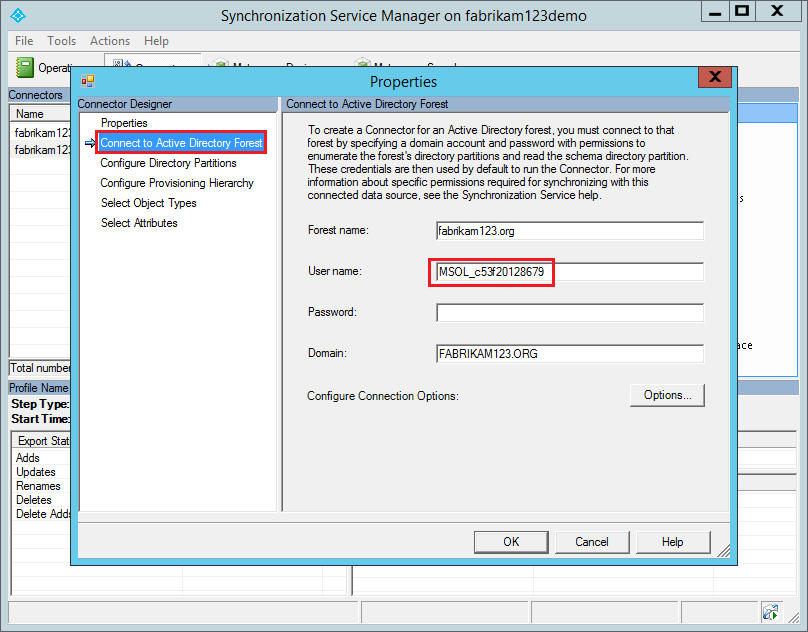 Synchronization Service Manager on fabrikam123demo
File Tools Actions Help
Properties
Connectors
Name
fabrikam123
fabrikam123
Total number
Profile Name
Step Type:
Start Time:
Adds
Updates
Renames
Deletes
Connector Designer
Properties
Connect to Active Directory Forest
Configure Directory Partitions
Configure Provisioning Hierarchy
Select Object Types
Select Attributes
Connect to Active Directory Forest
To create a Connector for an Active Directory forest, you must connect to that
forest by specifying a domain account and password with permissions to
enumerate the forest's directory partitions and read the schema directory partition.
These credentials are then used by default to run the Connector. For more
information about specific permissions required for synchronizing with this
connected data source, see the Synchronization Service help.
Forest name: fabrikam123.org
User name: MSOL_c53f20128679
Password:
Domain: FABRIKAM123.ORG
Configure Connection Options: Options...
OK Cancel Help